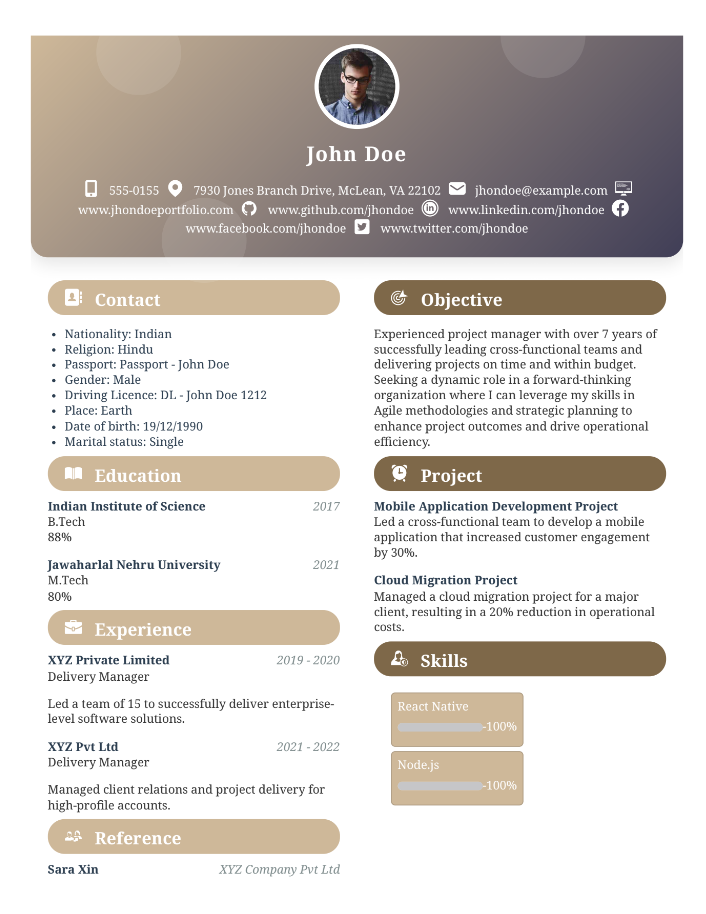 John Doe
555-0155 7930 Jones Branch Drive, McLean, VA 22102 jhondoe@example.com
www.jhondoeportfolio.com www.github.com/jhondoe www.linkedin.com/jhondoe
www.facebook.com/jhondoe www.twitter.com/jhondoe
Contact
Nationality: Indian
Religion: Hindu
Passport: Passport - John Doe
Gender: Male
Driving Licence: DL - John Doe 1212
Place: Earth
Date of birth: 19/12/1990
Marital status: Single
Education
Indian Institute of Science 2017
B.Tech
88%
Jawaharlal Nehru University 2021
M.Tech
80%
Experience
XYZ Private Limited 2019 - 2020
Delivery Manager
Led a team of 15 to successfully deliver enterprise-
level software solutions.
XYZ Pvt Ltd 2021 - 2022
Delivery Manager
Managed client relations and project delivery for
high-profile accounts.
Reference
Sara Xin XYZ Company Pvt Ltd
Objective
Experienced project manager with over 7 years of
successfully leading cross-functional teams and
delivering projects on time and within budget.
Seeking a dynamic role in a forward-thinking
organization where I can leverage my skills in
Agile methodologies and strategic planning to
enhance project outcomes and drive operational
efficiency.
Project
Mobile Application Development Project
Led a cross-functional team to develop a mobile
application that increased customer engagement
by 30%.
Cloud Migration Project
Managed a cloud migration project for a major
client, resulting in a 20% reduction in operational
costs.
Skills
React Native
-100%
Node.js
-100%